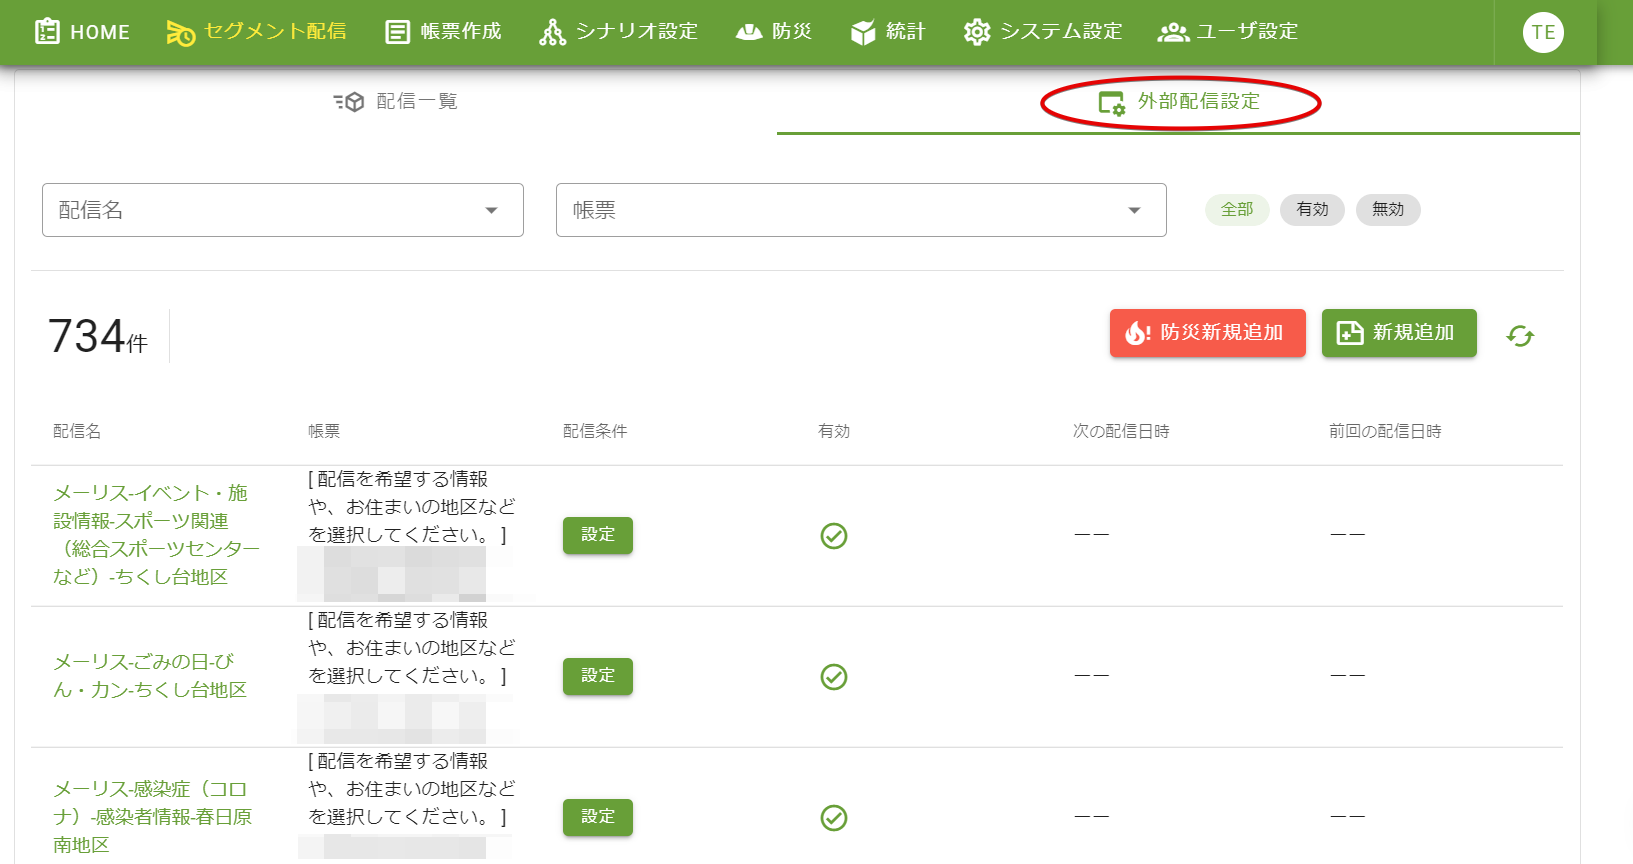 HOME セグメント配信 帳票作成 シナリオ設定 防災 統計 システム設定 ユーザ設定 TE
配信一覧 外部配信設定
配信名 帳票 全部 有効 無効
734件 防災新規追加 新規追加
配信名 帳票 配信条件 有効 次の配信日時 前回の配信日時
メーリス-イベント・施
設情報-スポーツ関連
（総合スポーツセンター
など）-ちくし台地区
[ 配信を希望する情報
や、お住まいの地区など
を選択してください。 ]
設定
ーー
ーー
メーリス-ごみの日-び
ん・カン-ちくし台地区
[ 配信を希望する情報
や、お住まいの地区など
を選択してください。 ]
設定
ーー
ーー
メーリス-感染症（コロ
ナ）-感染者情報-春日原
南地区
[ 配信を希望する情報
や、お住まいの地区など
を選択してください。 ]
設定
ーー
ーー